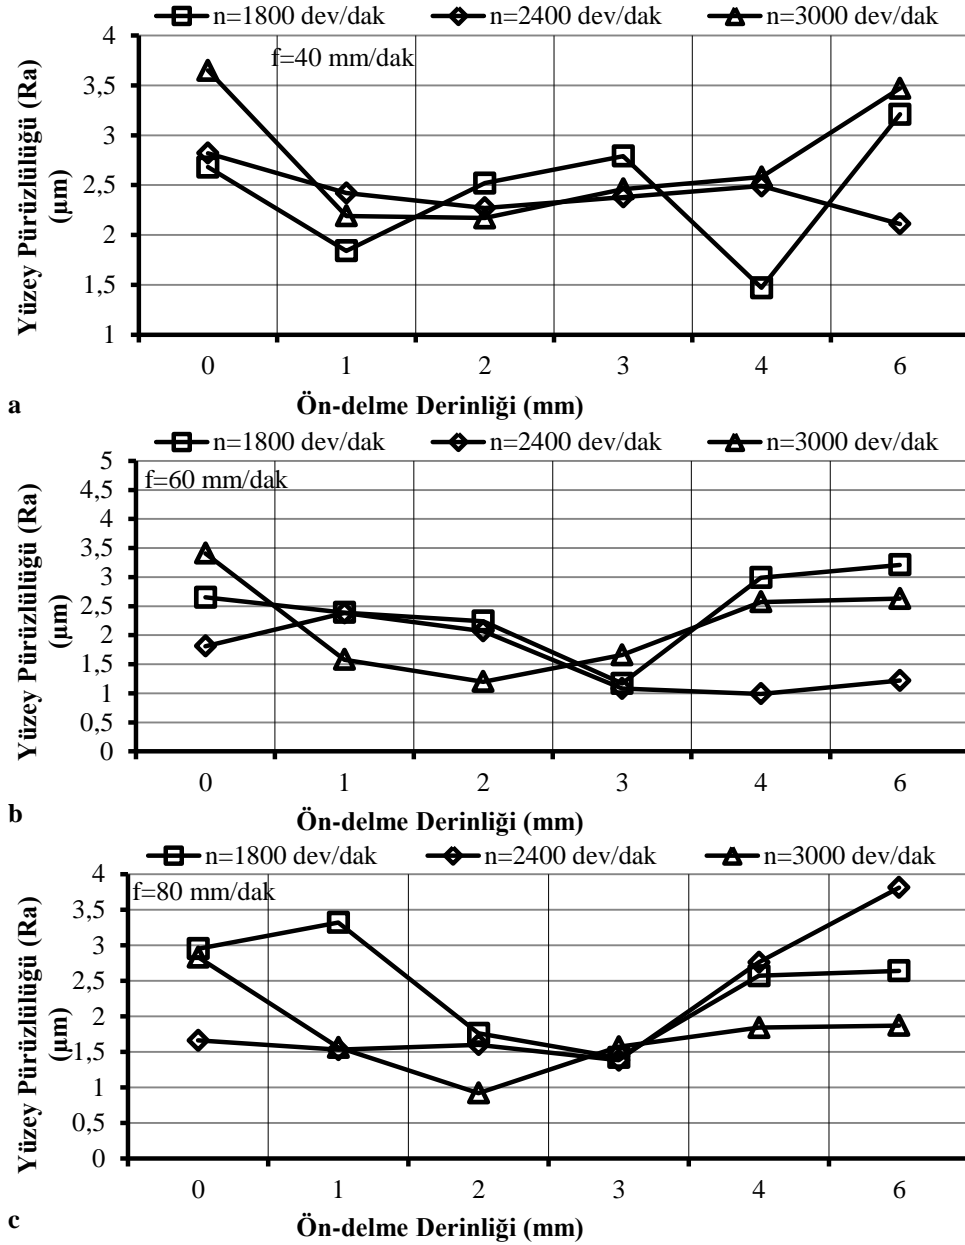 n=1800 dev/dak n=2400 dev/dak n=3000 dev/dak
f=40 mm/dak
Yüzey Pürüzlülüğü (Ra)
(µm)
4
3,5
3
2,5
2
1,5
1
0 1 2 3 4 6
a
Ön-delme Derinliği (mm)
n=1800 dev/dak n=2400 dev/dak n=3000 dev/dak
f=60 mm/dak
Yüzey Pürüzlülüğü (Ra)
(µm)
5
4,5
4
3,5
3
2,5
2
1,5
1
0,5
0
0 1 2 3 4 6
b
Ön-delme Derinliği (mm)
n=1800 dev/dak n=2400 dev/dak n=3000 dev/dak
f=80 mm/dak
Yüzey Pürüzlülüğü (Ra)
(µm)
4
3,5
3
2,5
2
1,5
1
0,5
0
0 1 2 3 4 6
c
Ön-delme Derinliği (mm)